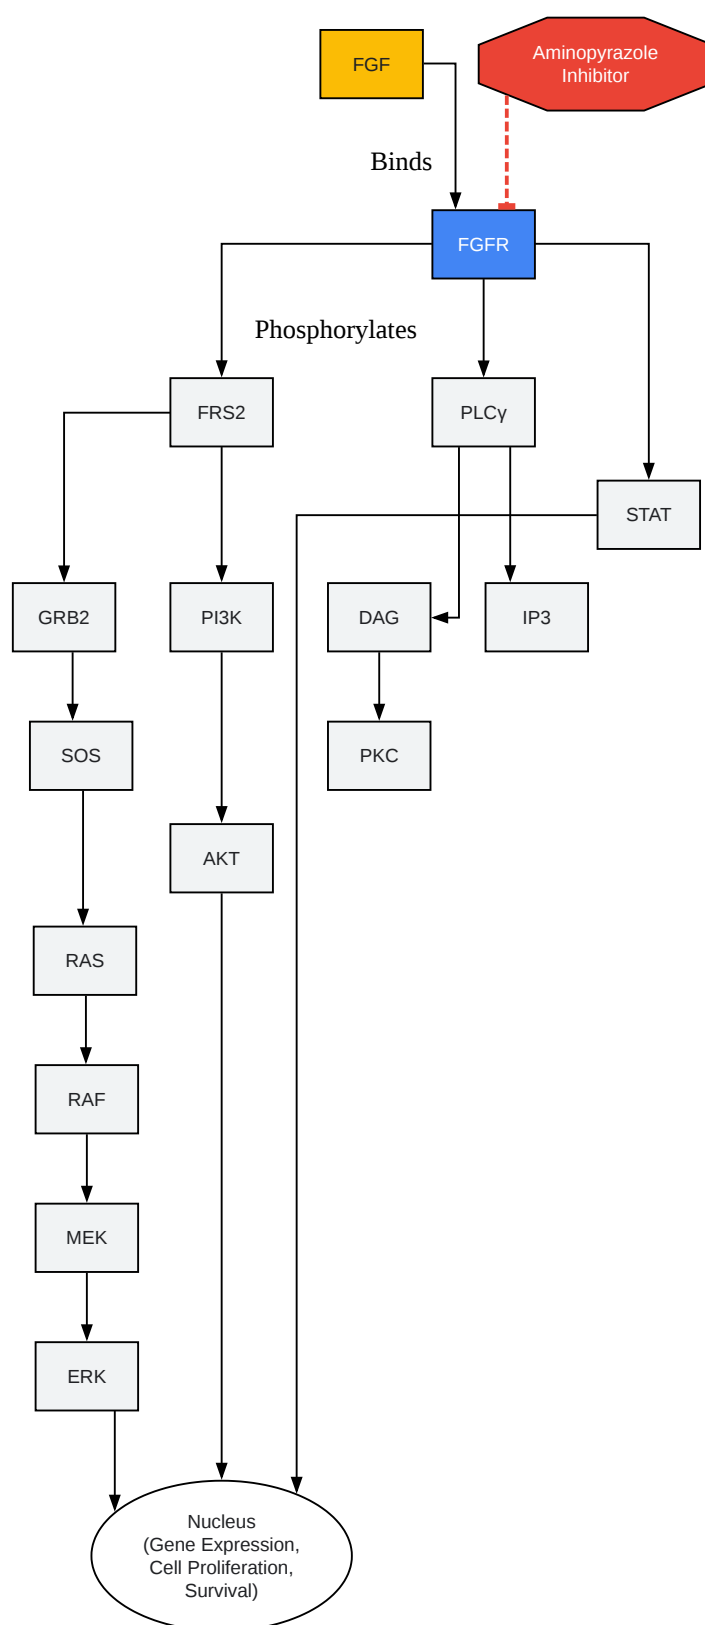 FGF
Aminopyrazole
Inhibitor
Binds
FGFR
Phosphorylates
FRS2
PLCγ
STAT
GRB2
PI3K
DAG
IP3
SOS
PKC
AKT
RAS
RAF
MEK
ERK
Nucleus
(Gene Expression,
Cell Proliferation,
Survival)